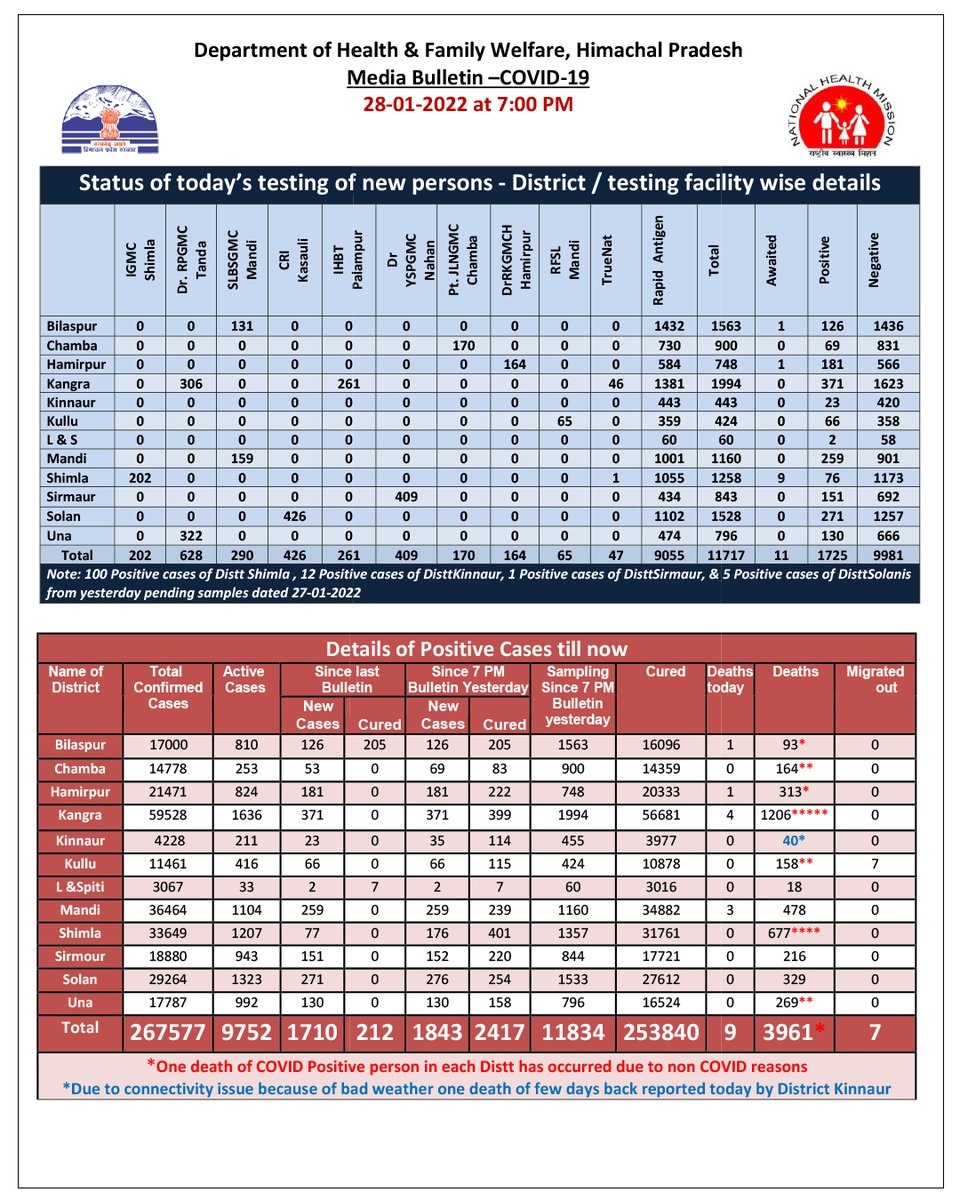 Department of Health & Family Welfare, Himachal Pradesh
Media Bulletin –COVID-19
28-01-2022 at 7:00 PM
NATIONAL HEALTH MISSION
राष्ट्रीय स्वास्थ्य मिशन
सत्यमेव जयते
हिमाचल प्रदेश सरकार
Status of today's testing of new persons - District / testing facility wise details
IGMC Shimla Dr. RPGMC Tanda SLBSGMC Mandi CRI Kasauli IHBT Palampur Dr YSPGMC Nahan Pt. JLNGMC Chamba DrRKGMCH Hamirpur RFSL Mandi TrueNat Rapid Antigen Total Awaited Positive Negative
Bilaspur 0 0 131 0 0 0 0 0 0 0 1432 1563 1 126 1436
Chamba 0 0 0 0 0 0 170 0 0 0 730 900 0 69 831
Hamirpur 0 0 0 0 0 0 0 164 0 0 584 748 1 181 566
Kangra 0 306 0 0 261 0 0 0 0 46 1381 1994 0 371 1623
Kinnaur 0 0 0 0 0 0 0 0 0 0 443 443 0 23 420
Kullu 0 0 0 0 0 0 0 0 65 0 359 424 0 66 358
L & S 0 0 0 0 0 0 0 0 0 0 60 60 0 2 58
Mandi 0 0 159 0 0 0 0 0 0 0 1001 1160 0 259 901
Shimla 202 0 0 0 0 0 0 0 0 1 1055 1258 9 76 1173
Sirmaur 0 0 0 0 0 409 0 0 0 0 434 843 0 151 692
Solan 0 0 0 426 0 0 0 0 0 0 1102 1528 0 271 1257
Una 0 322 0 0 0 0 0 0 0 0 474 796 0 130 666
Total 202 628 290 426 261 409 170 164 65 47 9055 11717 11 1725 9981
Note: 100 Positive cases of Distt Shimla , 12 Positive cases of DisttKinnaur, 1 Positive cases of DisttSirmaur, & 5 Positive cases of DisttSolanis
from yesterday pending samples dated 27-01-2022
Details of Positive Cases till now
Name of District Total Confirmed Cases Active Cases Since last Bulletin Since 7 PM Bulletin Yesterday Sampling Since 7 PM Bulletin yesterday Cured Deaths today Deaths Migrated out
New Cases Cured New Cases Cured
Bilaspur 17000 810 126 205 126 205 1563 16096 1 93* 0
Chamba 14778 253 53 0 69 83 900 14359 0 164** 0
Hamirpur 21471 824 181 0 181 222 748 20333 1 313* 0
Kangra 59528 1636 371 0 371 399 1994 56681 4 1206***** 0
Kinnaur 4228 211 23 0 35 114 455 3977 0 40* 0
Kullu 11461 416 66 0 66 115 424 10878 0 158** 7
L &Spiti 3067 33 2 7 2 7 60 3016 0 18 0
Mandi 36464 1104 259 0 259 239 1160 34882 3 478 0
Shimla 33649 1207 77 0 176 401 1357 31761 0 677**** 0
Sirmour 18880 943 151 0 152 220 844 17721 0 216 0
Solan 29264 1323 271 0 276 254 1533 27612 0 329 0
Una 17787 992 130 0 130 158 796 16524 0 269** 0
Total 267577 9752 1710 212 1843 2417 11834 253840 9 3961* 7
*One death of COVID Positive person in each Distt has occurred due to non COVID reasons
*Due to connectivity issue because of bad weather one death of few days back reported today by District Kinnaur